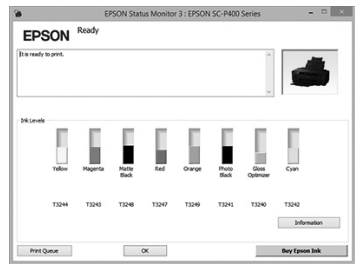 EPSON Status Monitor 3 : EPSON SC-P400 Series
EPSON
Ready
It is ready to print.
Ink Levels
Yellow Magenta Matte Black Red Orange Photo Black Gloss Optimizer Cyan
T3244 T3243 T3248 T3247 T3249 T3241 T3240 T3242
Information
Print Queue OK Buy Epson Ink